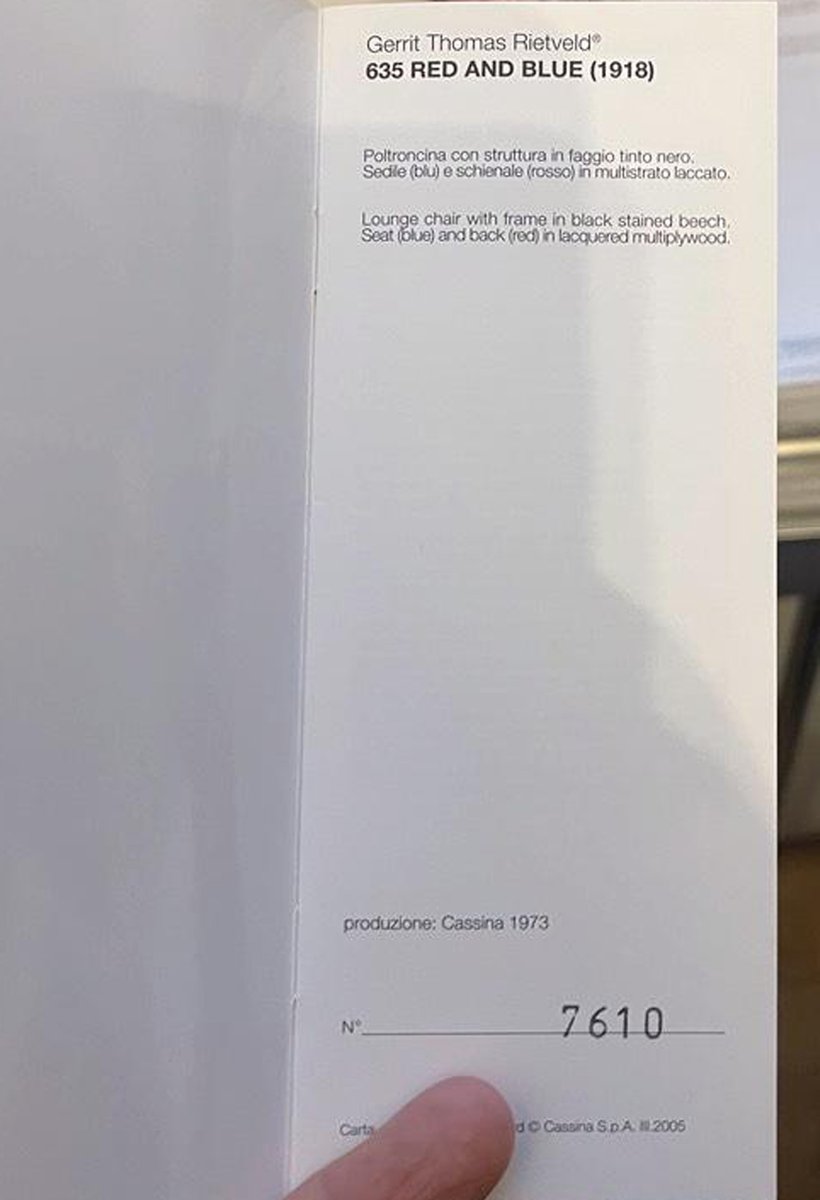 Gerrit Thomas Rietveld®
635 RED AND BLUE (1918)
Poltroncina con struttura in faggio tinto nero.
Sedile (blu) e schienale (rosso) in multistrato laccato.
Lounge chair with frame in black stained beech.
Seat (blue) and back (red) in lacquered multiplywood.
produzione: Cassina 1973
N° 7610
Carta © Cassina S.p.A. III.2005